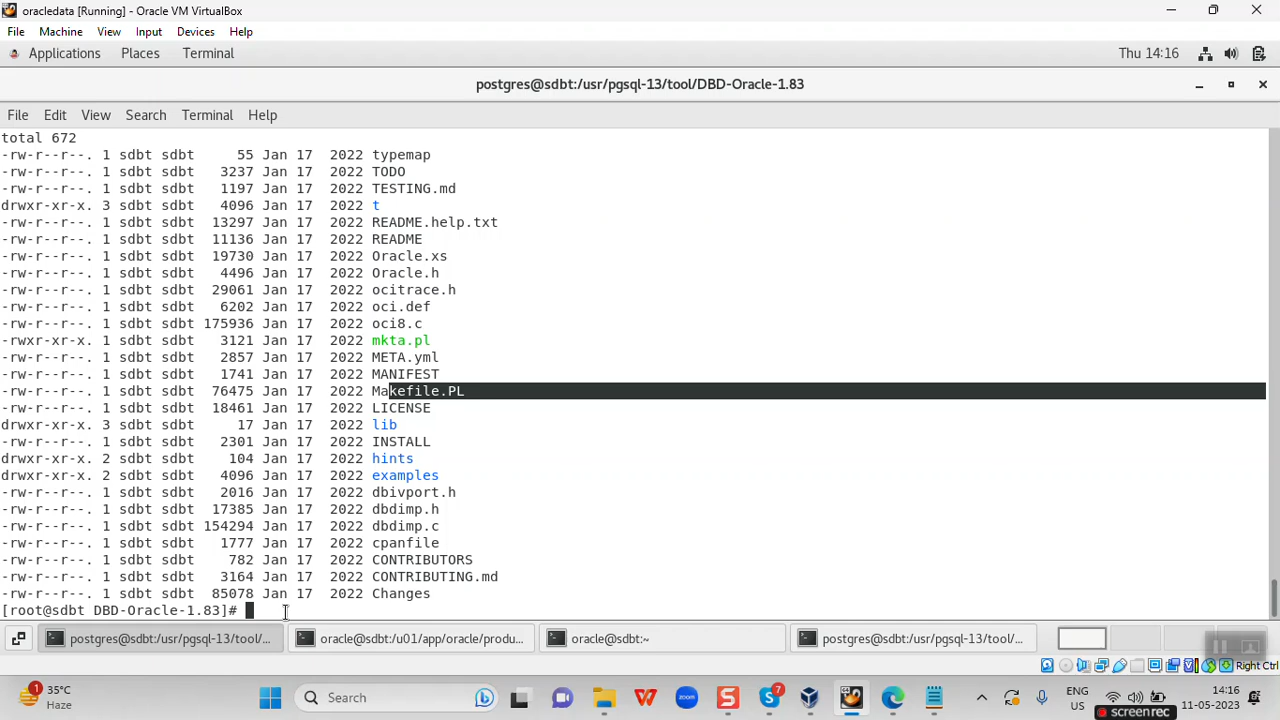 oracledata [Running] - Oracle VM VirtualBox
File Machine View Input Devices Help
Applications Places Terminal Thu 14:16
postgres@sdbt:/usr/pgsql-13/tool/DBD-Oracle-1.83
File Edit View Search Terminal Help
total 672
-rw-r--r--. 1 sdbt sdbt 55 Jan 17 2022 typemap
-rw-r--r--. 1 sdbt sdbt 3237 Jan 17 2022 TODO
-rw-r--r--. 1 sdbt sdbt 1197 Jan 17 2022 TESTING.md
drwxr-xr-x. 3 sdbt sdbt 4096 Jan 17 2022 t
-rw-r--r--. 1 sdbt sdbt 13297 Jan 17 2022 README.help.txt
-rw-r--r--. 1 sdbt sdbt 11136 Jan 17 2022 README
-rw-r--r--. 1 sdbt sdbt 19730 Jan 17 2022 Oracle.xs
-rw-r--r--. 1 sdbt sdbt 4496 Jan 17 2022 Oracle.h
-rw-r--r--. 1 sdbt sdbt 29061 Jan 17 2022 ocitrace.h
-rw-r--r--. 1 sdbt sdbt 6202 Jan 17 2022 oci.def
-rw-r--r--. 1 sdbt sdbt 175936 Jan 17 2022 oci8.c
-rwxr-xr-x. 1 sdbt sdbt 3121 Jan 17 2022 mkta.pl
-rw-r--r--. 1 sdbt sdbt 2857 Jan 17 2022 META.yml
-rw-r--r--. 1 sdbt sdbt 1741 Jan 17 2022 MANIFEST
-rw-r--r--. 1 sdbt sdbt 76475 Jan 17 2022 Makefile.PL
-rw-r--r--. 1 sdbt sdbt 18461 Jan 17 2022 LICENSE
drwxr-xr-x. 3 sdbt sdbt 17 Jan 17 2022 lib
-rw-r--r--. 1 sdbt sdbt 2301 Jan 17 2022 INSTALL
drwxr-xr-x. 2 sdbt sdbt 104 Jan 17 2022 hints
drwxr-xr-x. 2 sdbt sdbt 4096 Jan 17 2022 examples
-rw-r--r--. 1 sdbt sdbt 2016 Jan 17 2022 dbivport.h
-rw-r--r--. 1 sdbt sdbt 17385 Jan 17 2022 dbdimp.h
-rw-r--r--. 1 sdbt sdbt 154294 Jan 17 2022 dbdimp.c
-rw-r--r--. 1 sdbt sdbt 1777 Jan 17 2022 cpanfile
-rw-r--r--. 1 sdbt sdbt 782 Jan 17 2022 CONTRIBUTORS
-rw-r--r--. 1 sdbt sdbt 3164 Jan 17 2022 CONTRIBUTING.md
-rw-r--r--. 1 sdbt sdbt 85078 Jan 17 2022 Changes
[root@sdbt DBD-Oracle-1.83]#
postgres@sdbt:/usr/pgsql-13/tool/... oracle@sdbt:/u01/app/oracle/produ... oracle@sdbt:~ postgres@sdbt:/usr/pgsql-13/tool/...
Right Ctrl
1 35°C Search 7 ENG 14:16
Haze US 11-05-2023
screenrec